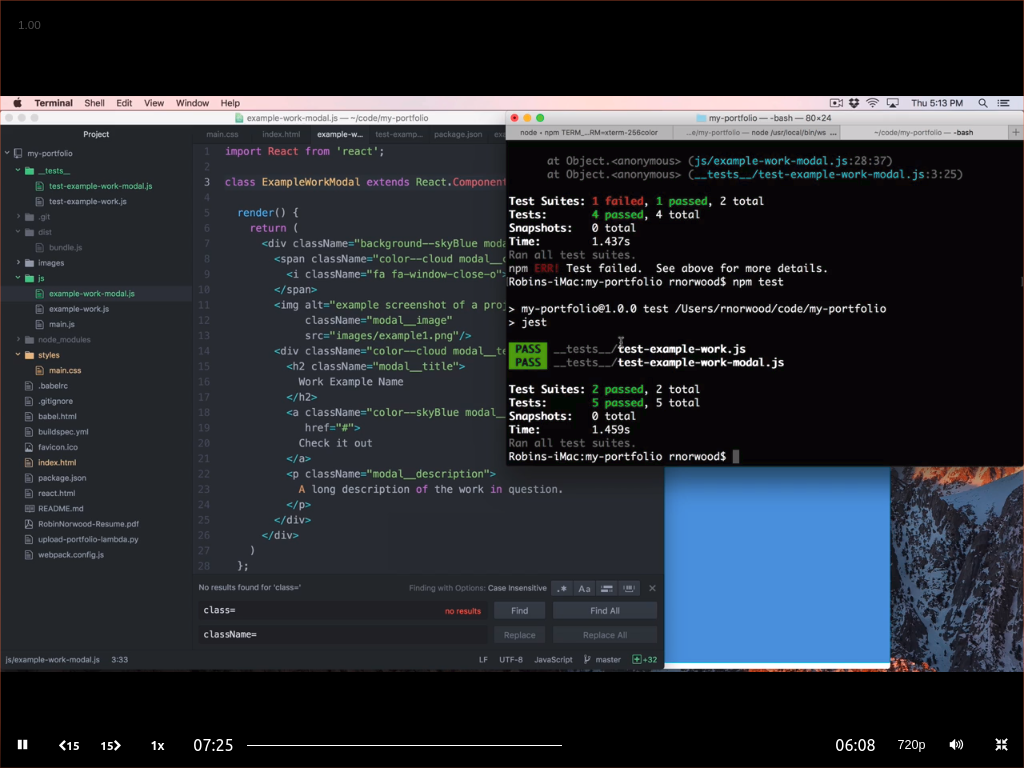 1.00
Terminal Shell Edit View Window Help
Thu 5:13 PM
example-work-modal.js — ~/code/my-portfolio
Project
main.css index.html example-w... test-examp... package.json
my-portfolio
__tests__
test-example-work-modal.js
test-example-work.js
.git
dist
bundle.js
images
js
example-work-modal.js
example-work.js
main.js
node_modules
styles
main.css
.babelrc
.gitignore
babel.html
buildspec.yml
favicon.ico
index.html
package.json
react.html
README.md
RobinNorwood-Resume.pdf
upload-portfolio-lambda.py
webpack.config.js
1 import React from 'react';
2
3 class ExampleWorkModal extends React.Component
4
5 render() {
6 return (
7 <div className="background--skyBlue moda
8 <span className="color--cloud modal__c
9 <i className="fa fa-window-close-o">
10 </span>
11 <img alt="example screenshot of a proj
12 className="modal__image"
13 src="images/example1.png"/>
14 <div className="color--cloud modal__te
15 <h2 className="modal__title">
16 Work Example Name
17 </h2>
18 <a className="color--skyBlue modal__
19 href="#">
20 Check it out
21 </a>
22 <p className="modal__description">
23 A long description of the work in question.
24 </p>
25 </div>
26 </div>
27 )
28 };
No results found for 'class='
Finding with Options: Case Insensitive
.* Aa
class=
no results
Find Find All
className=
Replace Replace All
js/example-work-modal.js 3:33
LF UTF-8 JavaScript master +32
my-portfolio — -bash — 80×24
node • npm TERM_...RM=xterm-256color
...e/my-portfolio — node /usr/local/bin/ws ...
~/code/my-portfolio — -bash
at Object.<anonymous> (js/example-work-modal.js:28:37)
at Object.<anonymous> (__tests__/test-example-work-modal.js:3:25)
Test Suites: 1 failed, 1 passed, 2 total
Tests: 4 passed, 4 total
Snapshots: 0 total
Time: 1.437s
Ran all test suites.
npm ERR! Test failed. See above for more details.
Robins-iMac:my-portfolio rnorwood$ npm test
> my-portfolio@1.0.0 test /Users/rnorwood/code/my-portfolio
> jest
PASS __tests__/test-example-work.js
PASS __tests__/test-example-work-modal.js
Test Suites: 2 passed, 2 total
Tests: 5 passed, 5 total
Snapshots: 0 total
Time: 1.459s
Ran all test suites.
Robins-iMac:my-portfolio rnorwood$
15 15 1x 07:25 06:08 720p